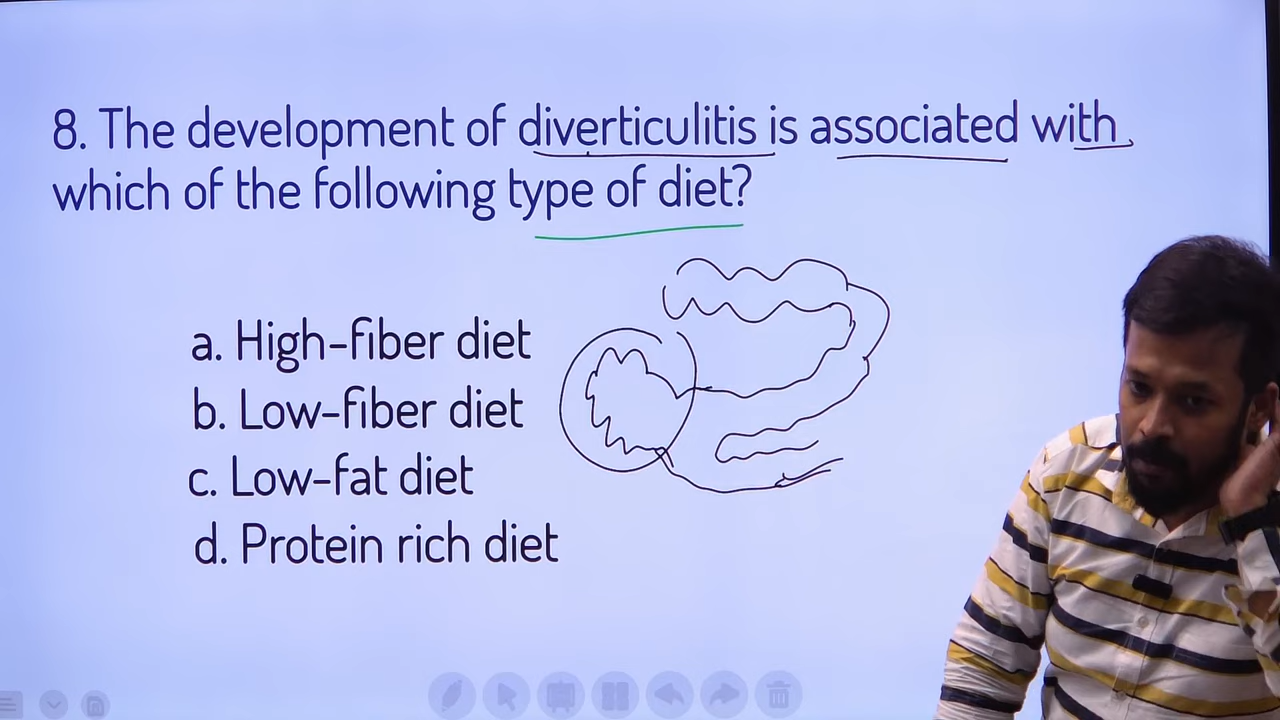 8. The development of diverticulitis is associated with
which of the following type of diet?
a. High-fiber diet
b. Low-fiber diet
c. Low-fat diet
d. Protein rich diet